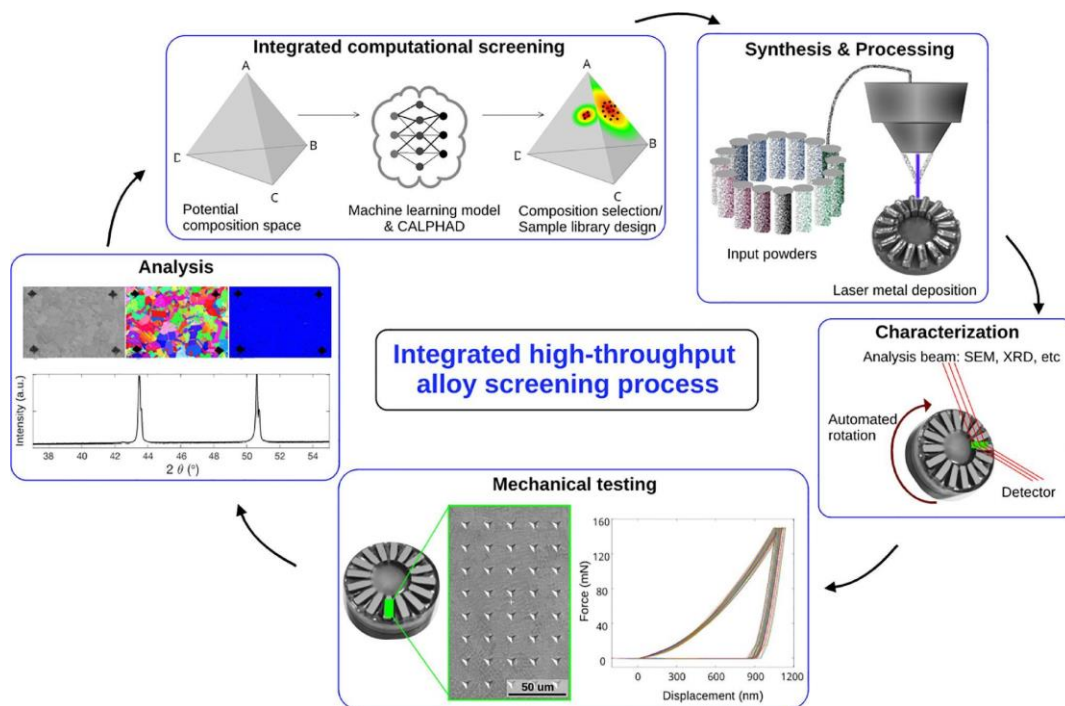 Integrated computational screening
A
B
C
D
Potential
composition space
Machine learning model
& CALPHAD
A
B
C
D
Composition selection/
Sample library design
Synthesis & Processing
Input powders
Laser metal deposition
Characterization
Analysis beam: SEM, XRD, etc
Automated
rotation
Detector
Mechanical testing
50 um
Force (mN)
160
120
80
40
0
0
300
600
900
1200
Displacement (nm)
Analysis
Intensity (a.u.)
38
40
42
44
46
48
50
52
54
2 θ (°)
Integrated high-throughput
alloy screening process